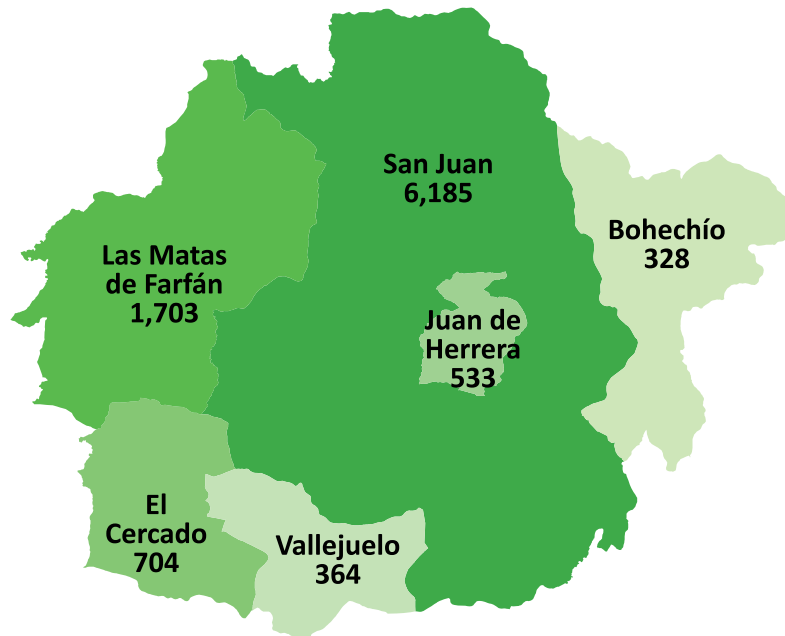 San Juan
6,185
Bohechío
328
Las Matas
de Farfán
1,703
Juan de
Herrera
533
El
Cercado
704
Vallejuelo
364